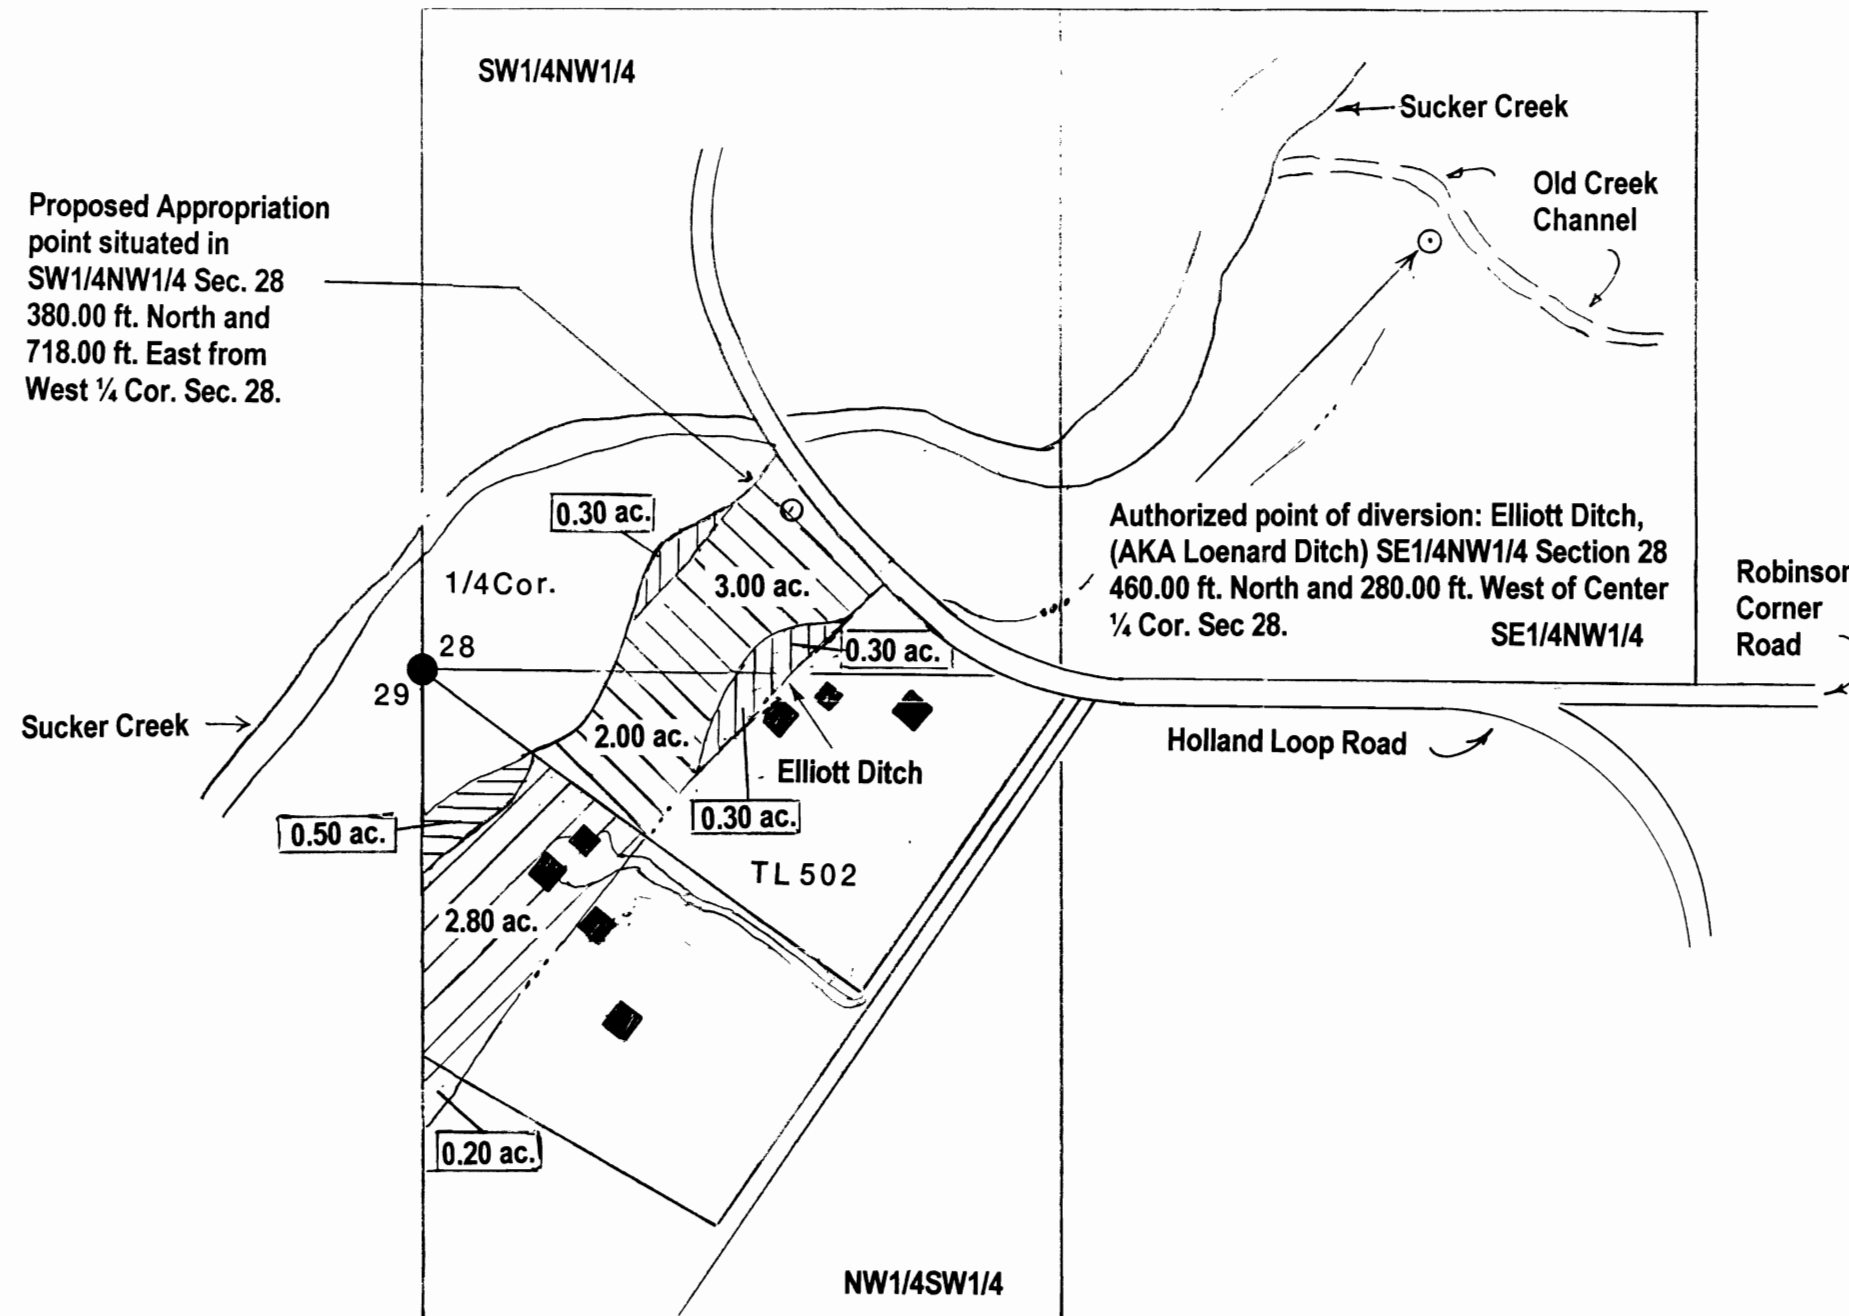 SW1/4NW1/4
Sucker Creek
Old Creek
Channel
Proposed Appropriation
point situated in
SW1/4NW1/4 Sec. 28
380.00 ft. North and
718.00 ft. East from
West ¼ Cor. Sec. 28.
0.30 ac.
Authorized point of diversion: Elliott Ditch,
(AKA Loenard Ditch) SE1/4NW1/4 Section 28
460.00 ft. North and 280.00 ft. West of Center
¼ Cor. Sec 28.
SE1/4NW1/4
Robinson
Corner
Road
1/4Cor.
3.00 ac.
28
0.30 ac.
29
Sucker Creek
2.00 ac.
Holland Loop Road
Elliott Ditch
0.50 ac.
0.30 ac.
TL 502
2.80 ac.
0.20 ac.
NW1/4SW1/4